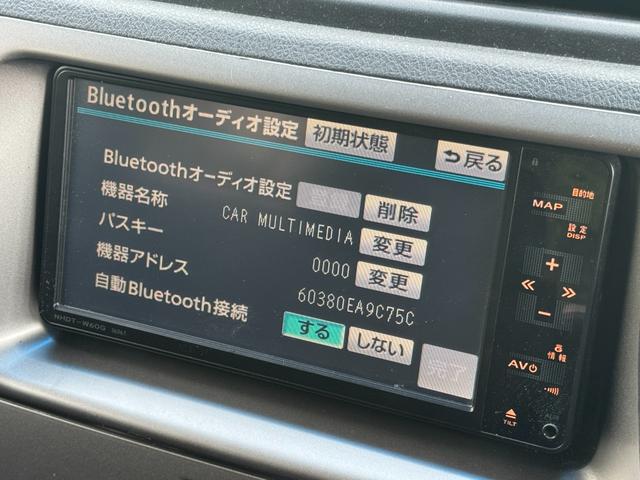 Bluetoothオーディオ設定 初期状態 戻る
Bluetoothオーディオ設定 登録 削除
機器名称 CAR MULTIMEDIA 変更
パスキー 0000 変更
機器アドレス 60380EA9C75C
自動Bluetooth接続 する しない
完了
NHDT-W60G
目的地
MAP
設定
DISP
+
«
»
−
情報
AV
TILT